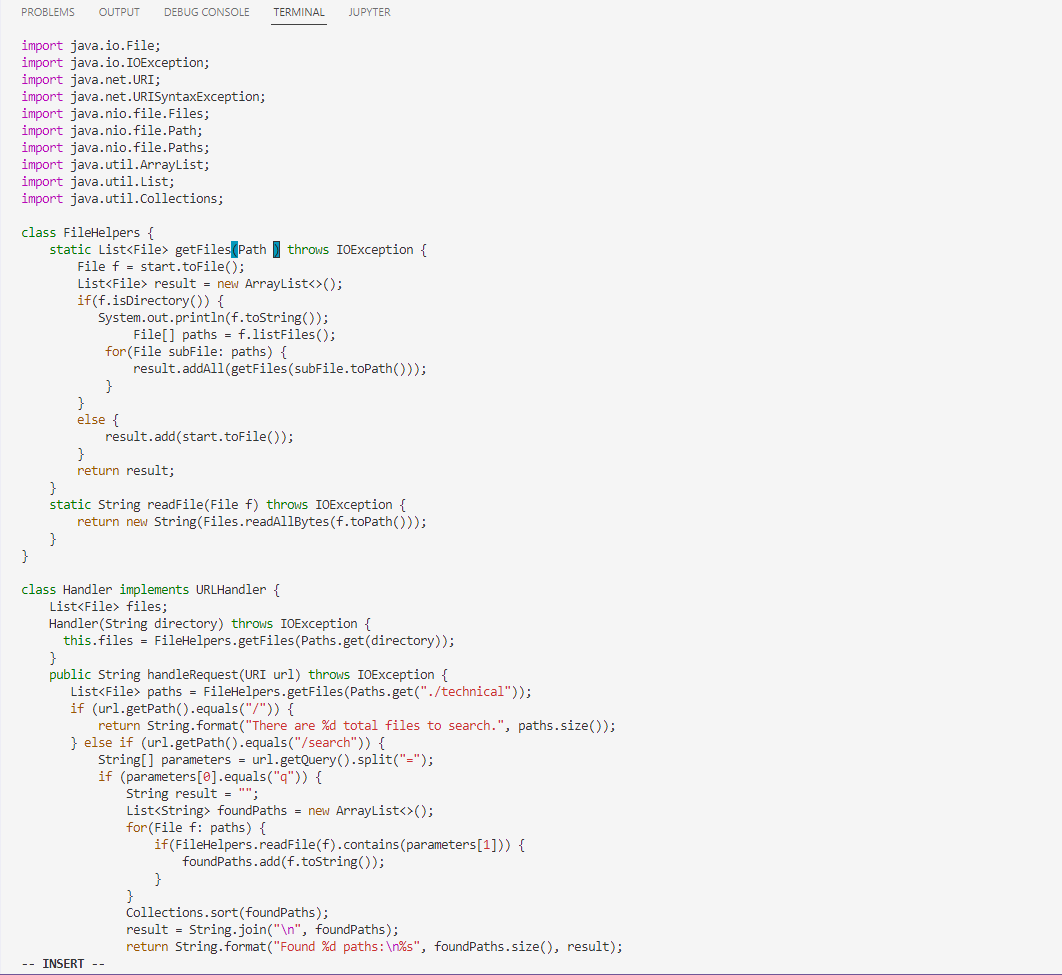 PROBLEMS OUTPUT DEBUG CONSOLE TERMINAL JUPYTER
import java.io.File;
import java.io.IOException;
import java.net.URI;
import java.net.URISyntaxException;
import java.nio.file.Files;
import java.nio.file.Path;
import java.nio.file.Paths;
import java.util.ArrayList;
import java.util.List;
import java.util.Collections;

class FileHelpers {
    static List<File> getFiles(Path ) throws IOException {
        File f = start.toFile();
        List<File> result = new ArrayList<>();
        if(f.isDirectory()) {
           System.out.println(f.toString());
                File[] paths = f.listFiles();
            for(File subFile: paths) {
                result.addAll(getFiles(subFile.toPath()));
            }
        }
        else {
            result.add(start.toFile());
        }
        return result;
    }
    static String readFile(File f) throws IOException {
        return new String(Files.readAllBytes(f.toPath()));
    }
}

class Handler implements URLHandler {
    List<File> files;
    Handler(String directory) throws IOException {
      this.files = FileHelpers.getFiles(Paths.get(directory));
    }
    public String handleRequest(URI url) throws IOException {
       List<File> paths = FileHelpers.getFiles(Paths.get("./technical"));
       if (url.getPath().equals("/")) {
           return String.format("There are %d total files to search.", paths.size());
       } else if (url.getPath().equals("/search")) {
           String[] parameters = url.getQuery().split("=");
           if (parameters[0].equals("q")) {
               String result = "";
               List<String> foundPaths = new ArrayList<>();
               for(File f: paths) {
                   if(FileHelpers.readFile(f).contains(parameters[1])) {
                       foundPaths.add(f.toString());
                   }
               }
               Collections.sort(foundPaths);
               result = String.join("\n", foundPaths);
               return String.format("Found %d paths:\n%s", foundPaths.size(), result);
-- INSERT --